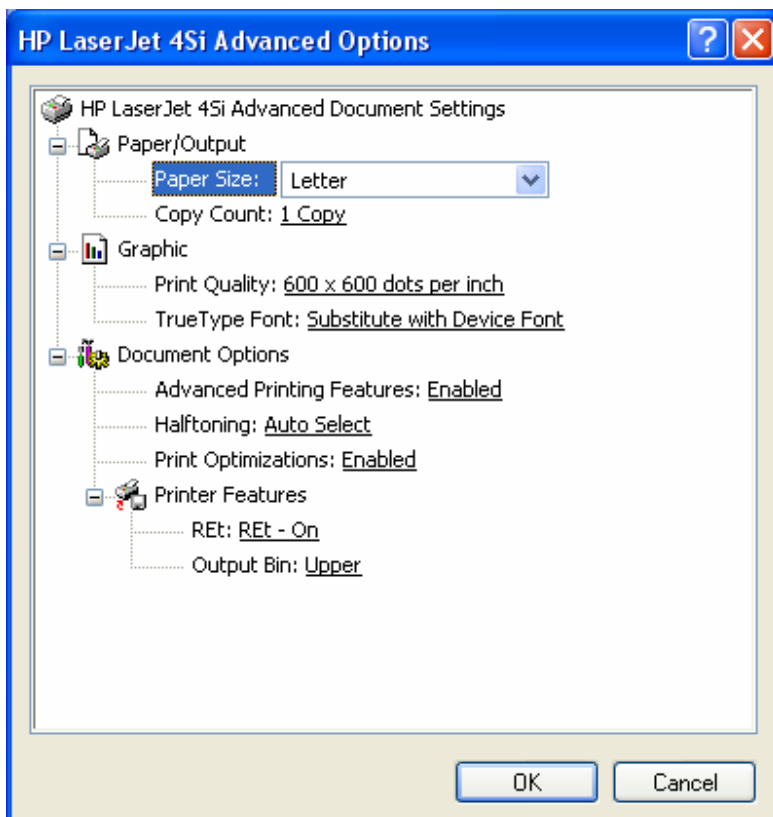 HP LaserJet 4Si Advanced Options
HP LaserJet 4Si Advanced Document Settings
Paper/Output
Paper Size: Letter
Copy Count: 1 Copy
Graphic
Print Quality: 600 x 600 dots per inch
TrueType Font: Substitute with Device Font
Document Options
Advanced Printing Features: Enabled
Halftoning: Auto Select
Print Optimizations: Enabled
Printer Features
REt: REt - On
Output Bin: Upper
OK Cancel